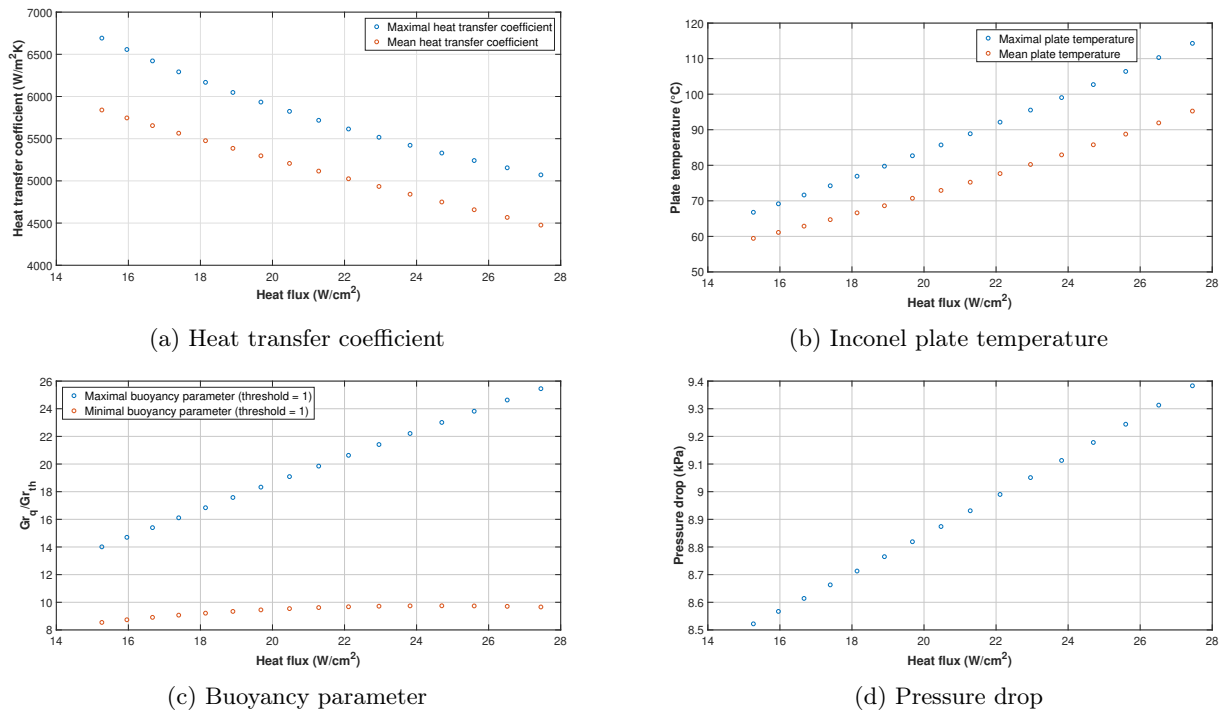 7000
6500
6000
5500
5000
4500
4000
Heat transfer coefficient (W/m²K)
Maximal heat transfer coefficient
Mean heat transfer coefficient
14 16 18 20 22 24 26 28
Heat flux (W/cm²)
(a) Heat transfer coefficient
120
110
100
90
80
70
60
50
Plate temperature (°C)
Maximal plate temperature
Mean plate temperature
14 16 18 20 22 24 26 28
Heat flux (W/cm²)
(b) Inconel plate temperature
26
24
22
20
18
16
14
12
10
8
Gr_q/Gr_th
Maximal buoyancy parameter (threshold = 1)
Minimal buoyancy parameter (threshold = 1)
14 16 18 20 22 24 26 28
Heat flux (W/cm²)
(c) Buoyancy parameter
9.4
9.3
9.2
9.1
9
8.9
8.8
8.7
8.6
8.5
Pressure drop (kPa)
14 16 18 20 22 24 26 28
Heat flux (W/cm²)
(d) Pressure drop